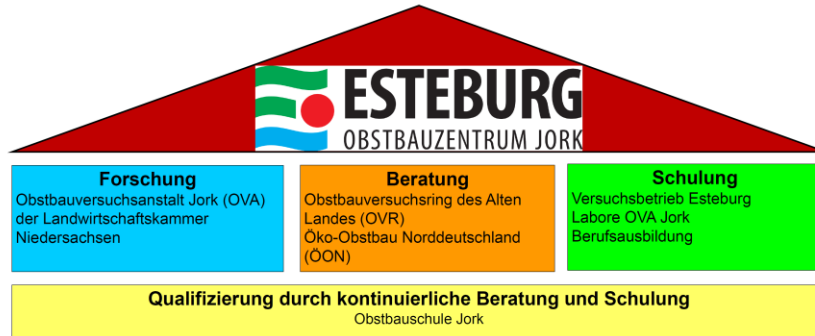 ESTEBURG
OBSTBAUZENTRUM JORK
Forschung
Obstbauversuchsanstalt Jork (OVA)
der Landwirtschaftskammer
Niedersachsen
Beratung
Obstbauversuchsring des Alten
Landes (OVR)
Öko-Obstbau Norddeutschland
(ÖON)
Schulung
Versuchsbetrieb Esteburg
Labore OVA Jork
Berufsausbildung
Qualifizierung durch kontinuierliche Beratung und Schulung
Obstbauschule Jork